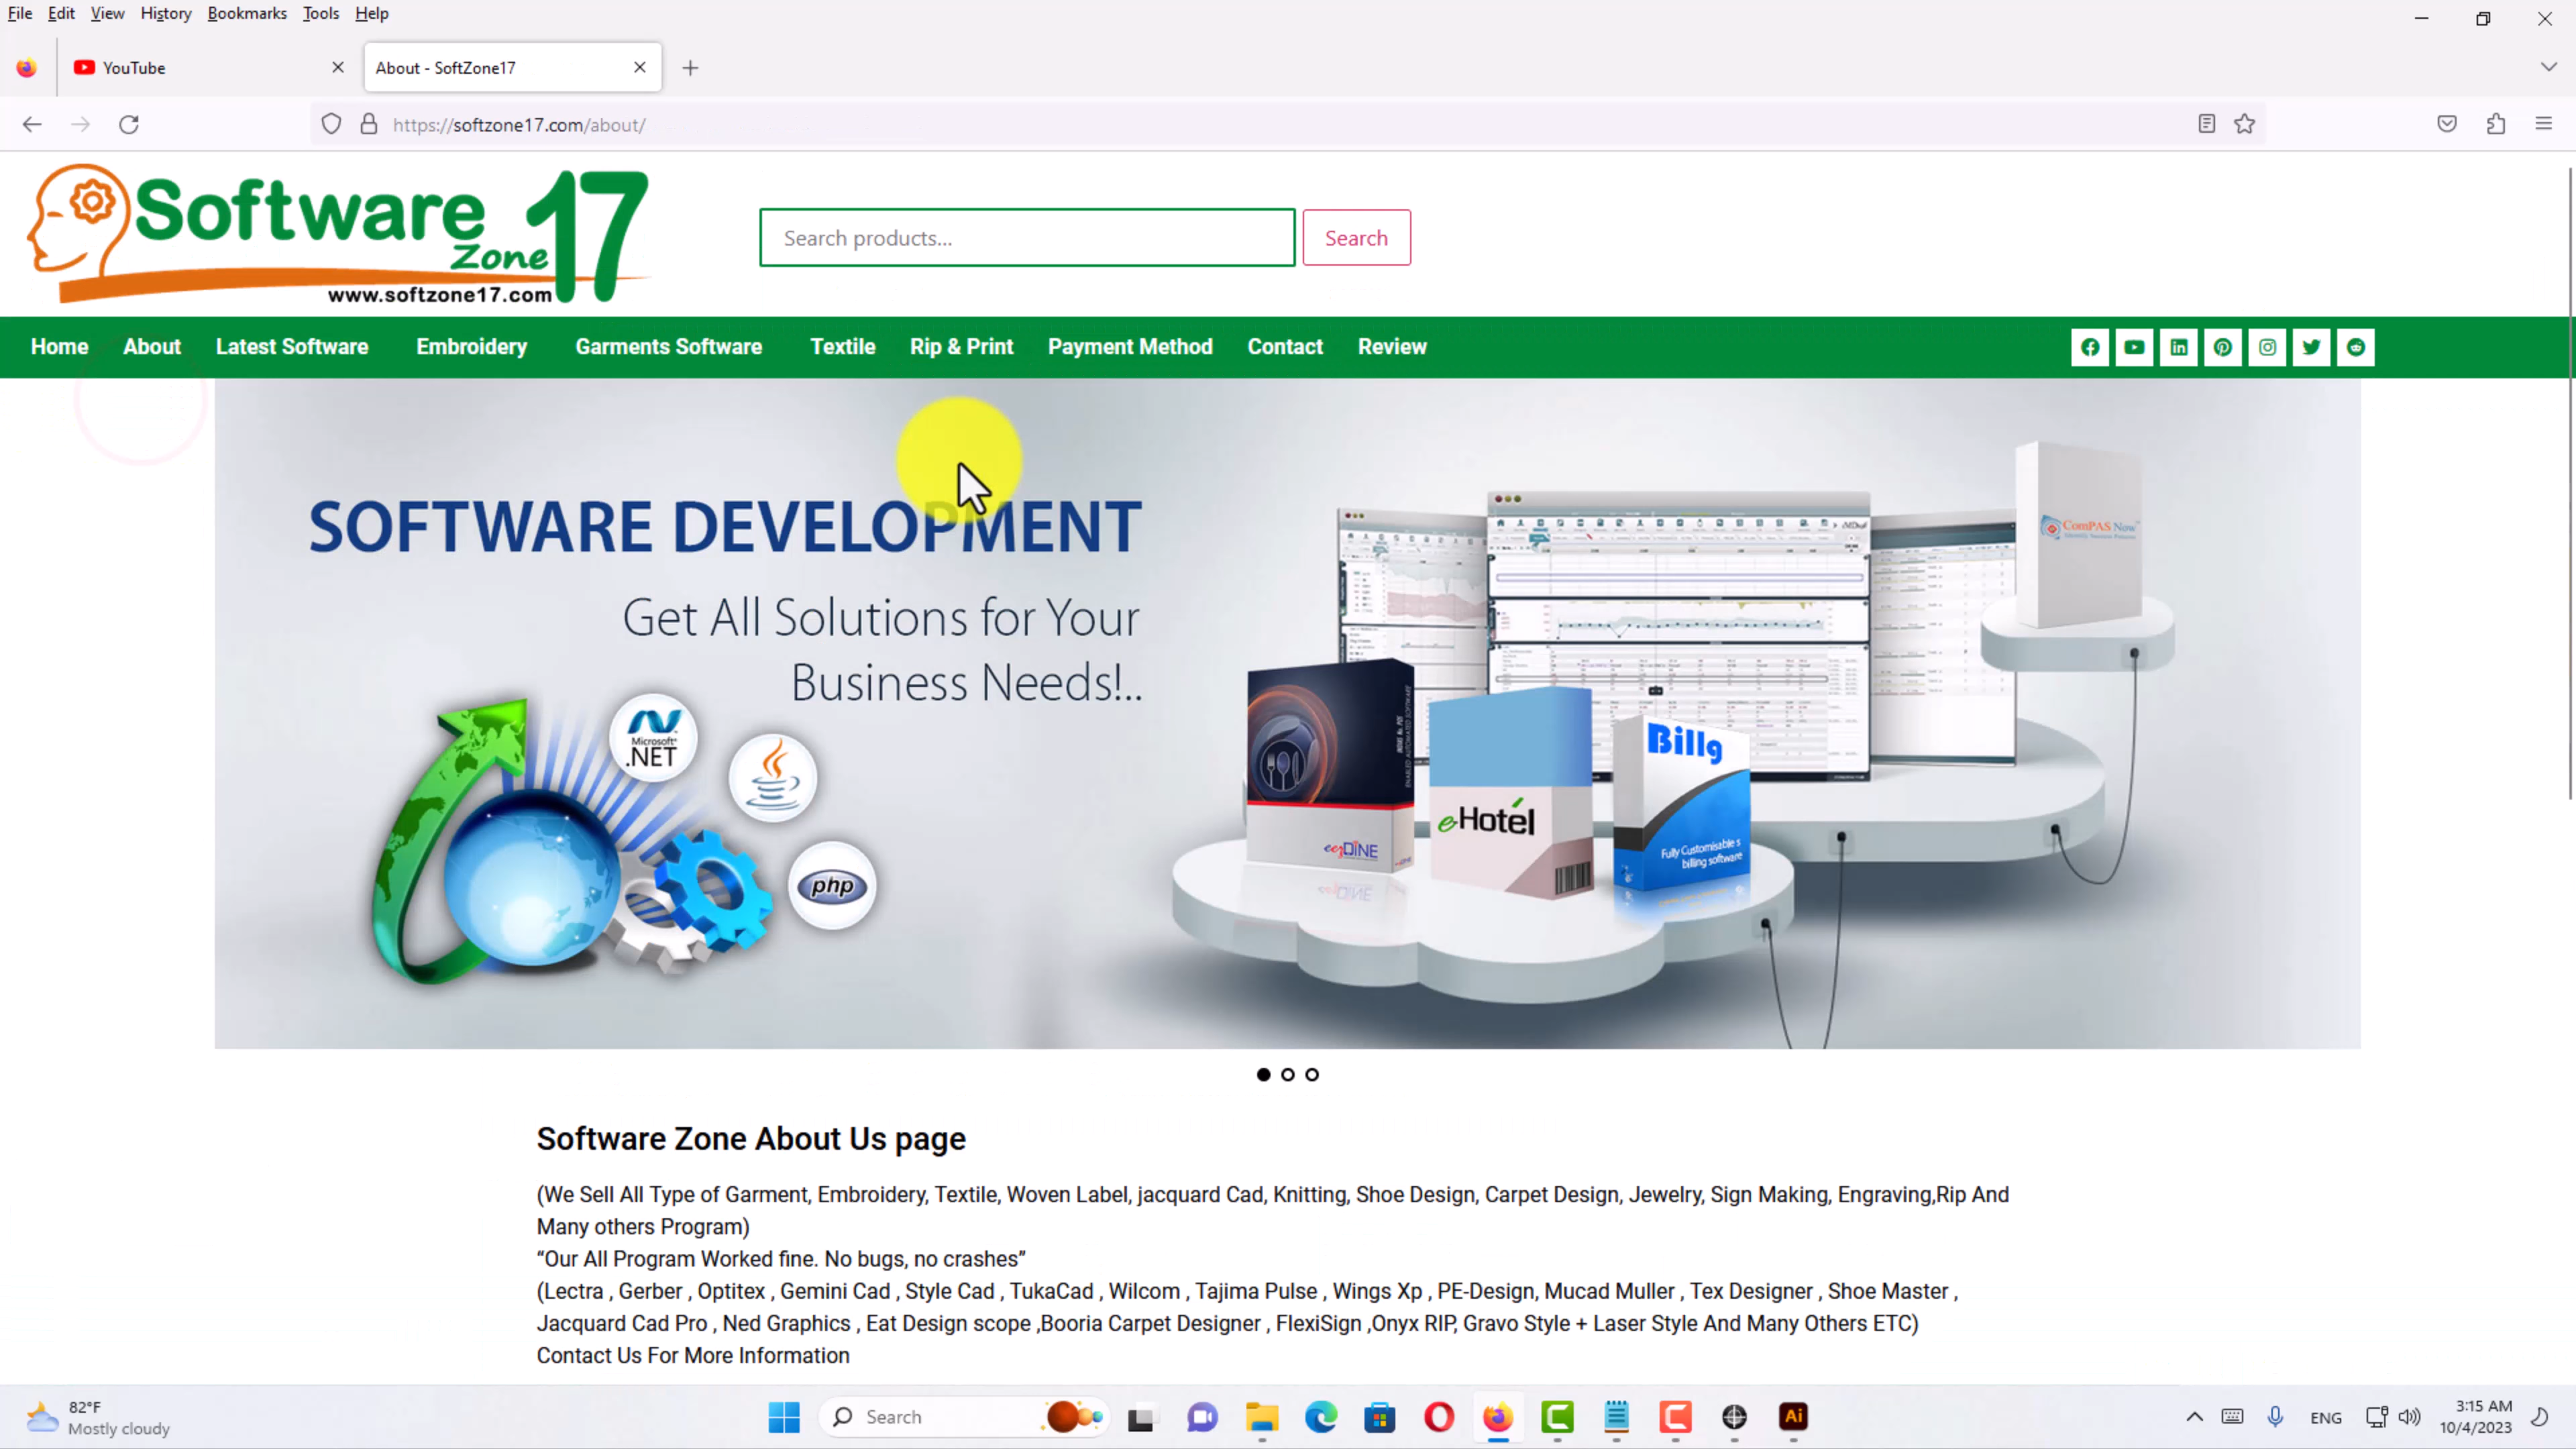 File Edit View History Bookmarks Tools Help
YouTube
About - SoftZone17
https://softzone17.com/about/
Software Zone 17
www.softzone17.com
Search products...
Search
Home About Latest Software Embroidery Garments Software Textile Rip & Print Payment Method Contact Review
SOFTWARE DEVELOPMENT
Get All Solutions for Your
Business Needs!..
Microsoft
.NET
php
ComPAS Now
e-Hotel
Billg
Fully Customisable s
billing software
Software Zone About Us page
(We Sell All Type of Garment, Embroidery, Textile, Woven Label, jacquard Cad, Knitting, Shoe Design, Carpet Design, Jewelry, Sign Making, Engraving,Rip And
Many others Program)
“Our All Program Worked fine. No bugs, no crashes”
(Lectra , Gerber , Optitex , Gemini Cad , Style Cad , TukaCad , Wilcom , Tajima Pulse , Wings Xp , PE-Design, Mucad Muller , Tex Designer , Shoe Master ,
Jacquard Cad Pro , Ned Graphics , Eat Design scope ,Booria Carpet Designer , FlexiSign ,Onyx RIP, Gravo Style + Laser Style And Many Others ETC)
Contact Us For More Information
82°F
Mostly cloudy
Search
Ai
ENG
3:15 AM
10/4/2023